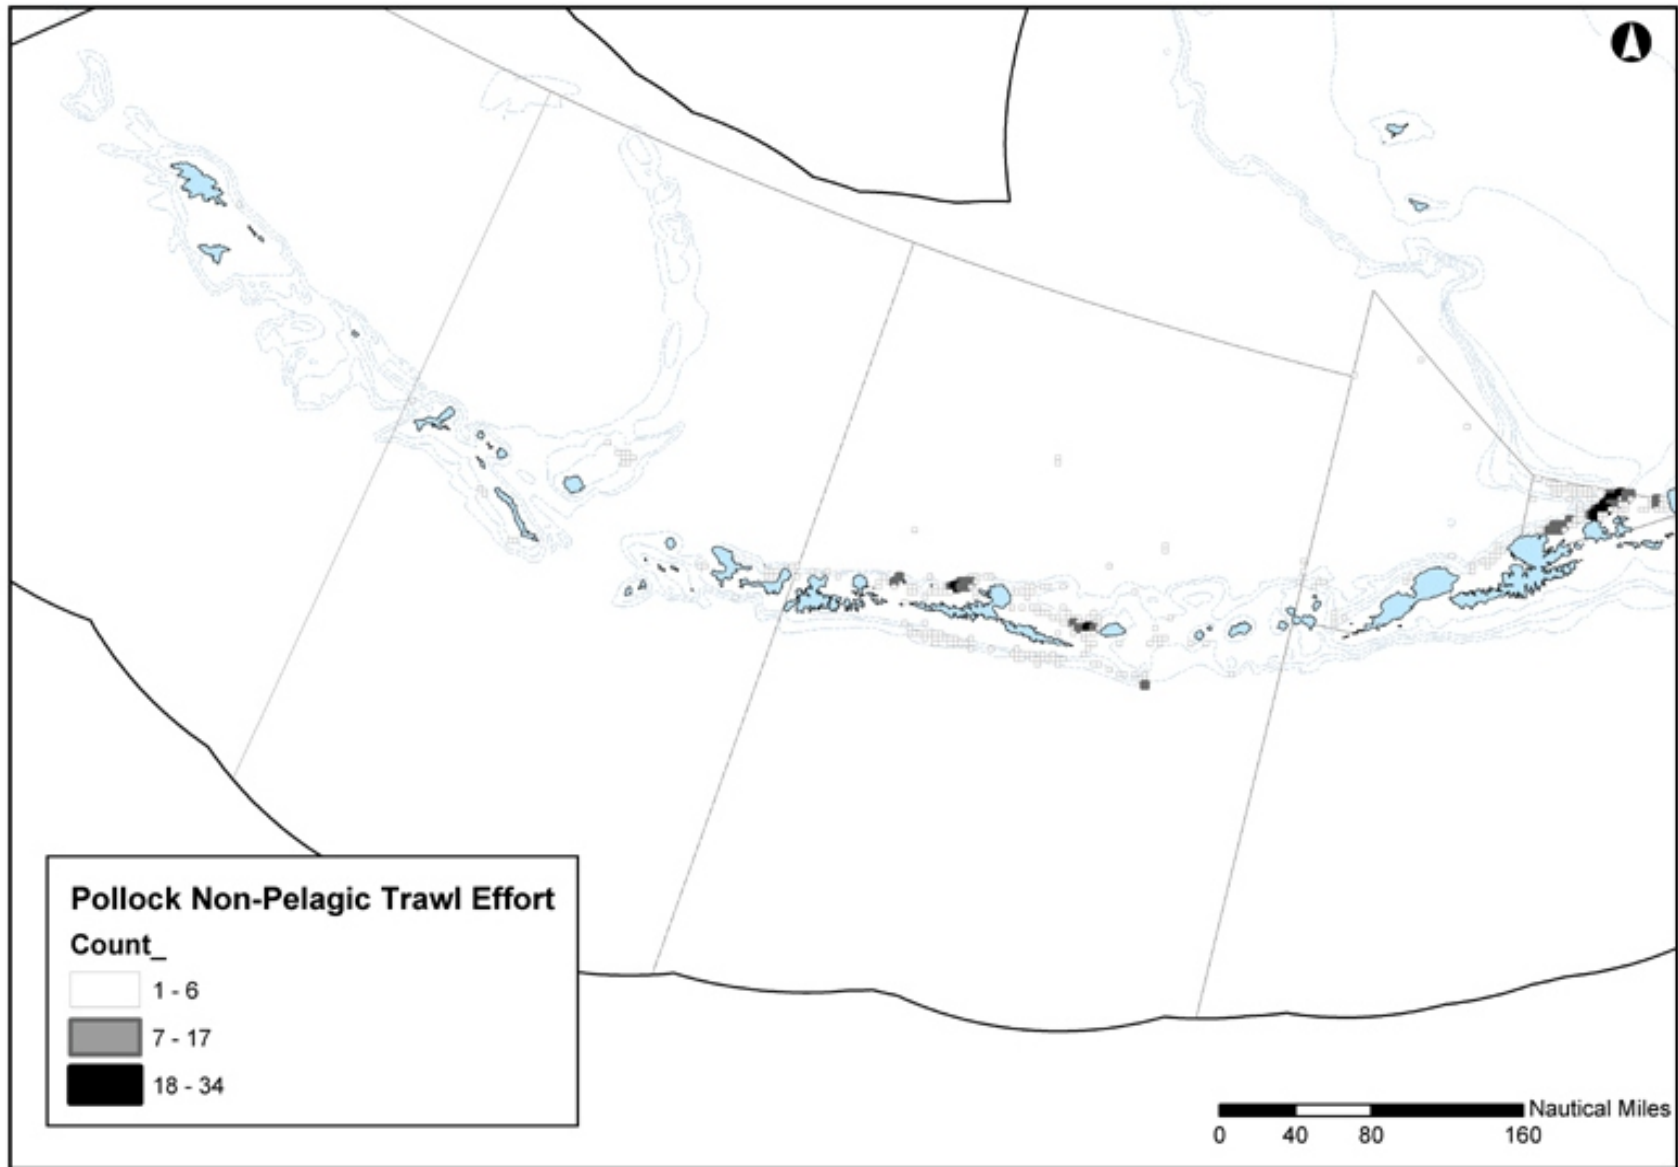 Pollock Non-Pelagic Trawl Effort
Count_
1 - 6
7 - 17
18 - 34
Nautical Miles
0 40 80 160